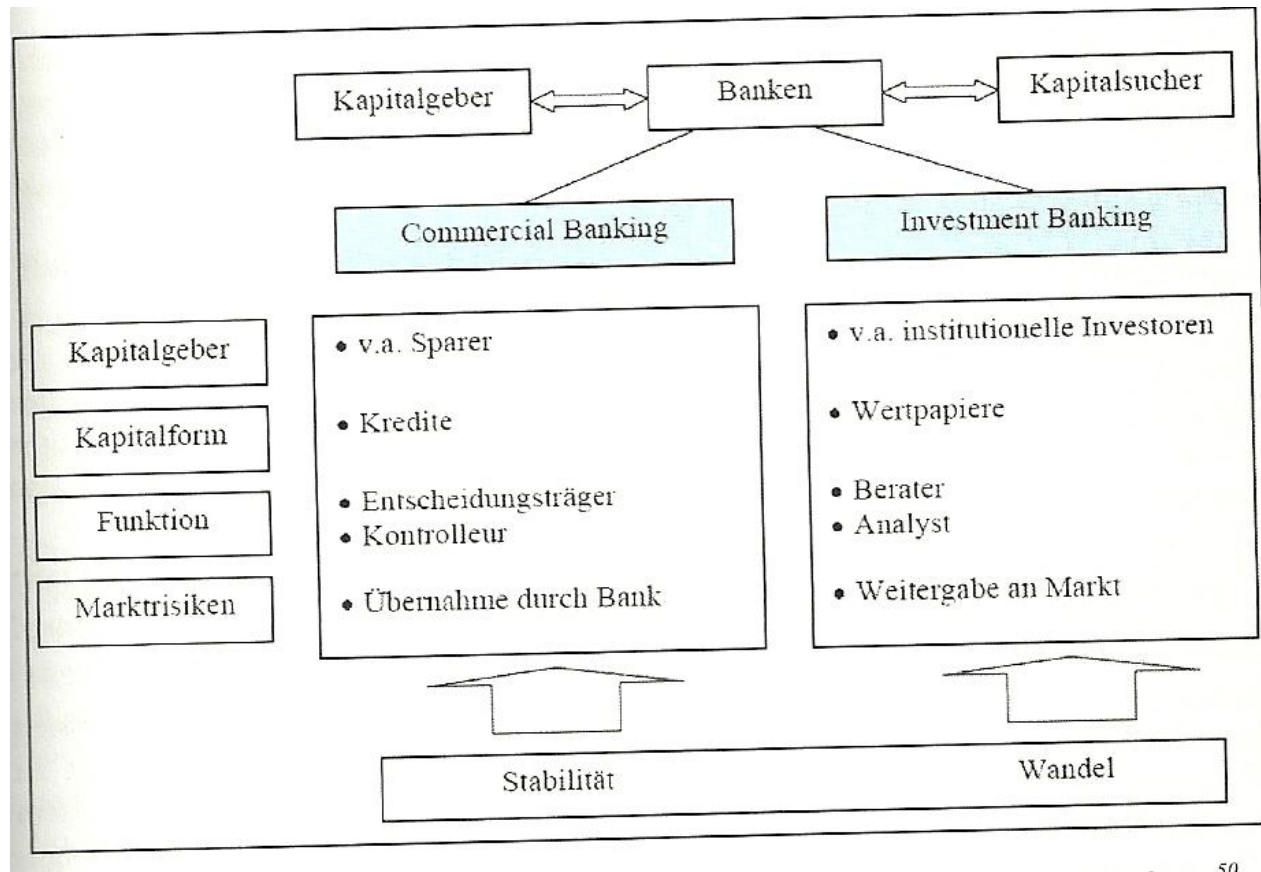 Kapitalgeber
Banken
Kapitalsucher
Commercial Banking
Investment Banking
Kapitalgeber
• v.a. Sparer
• v.a. institutionelle Investoren
Kapitalform
• Kredite
• Wertpapiere
Funktion
• Entscheidungsträger
• Kontrolleur
• Berater
• Analyst
Marktrisiken
• Übernahme durch Bank
• Weitergabe an Markt
Stabilität
Wandel
50